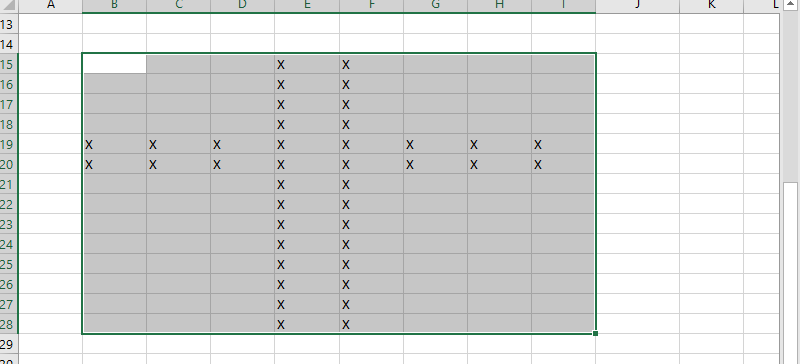 A B C D E F G H I J K L
13
14
15 X X
16 X X
17 X X
18 X X
19 X X X X X X X X
20 X X X X X X X X
21 X X
22 X X
23 X X
24 X X
25 X X
26 X X
27 X X
28 X X
29
30